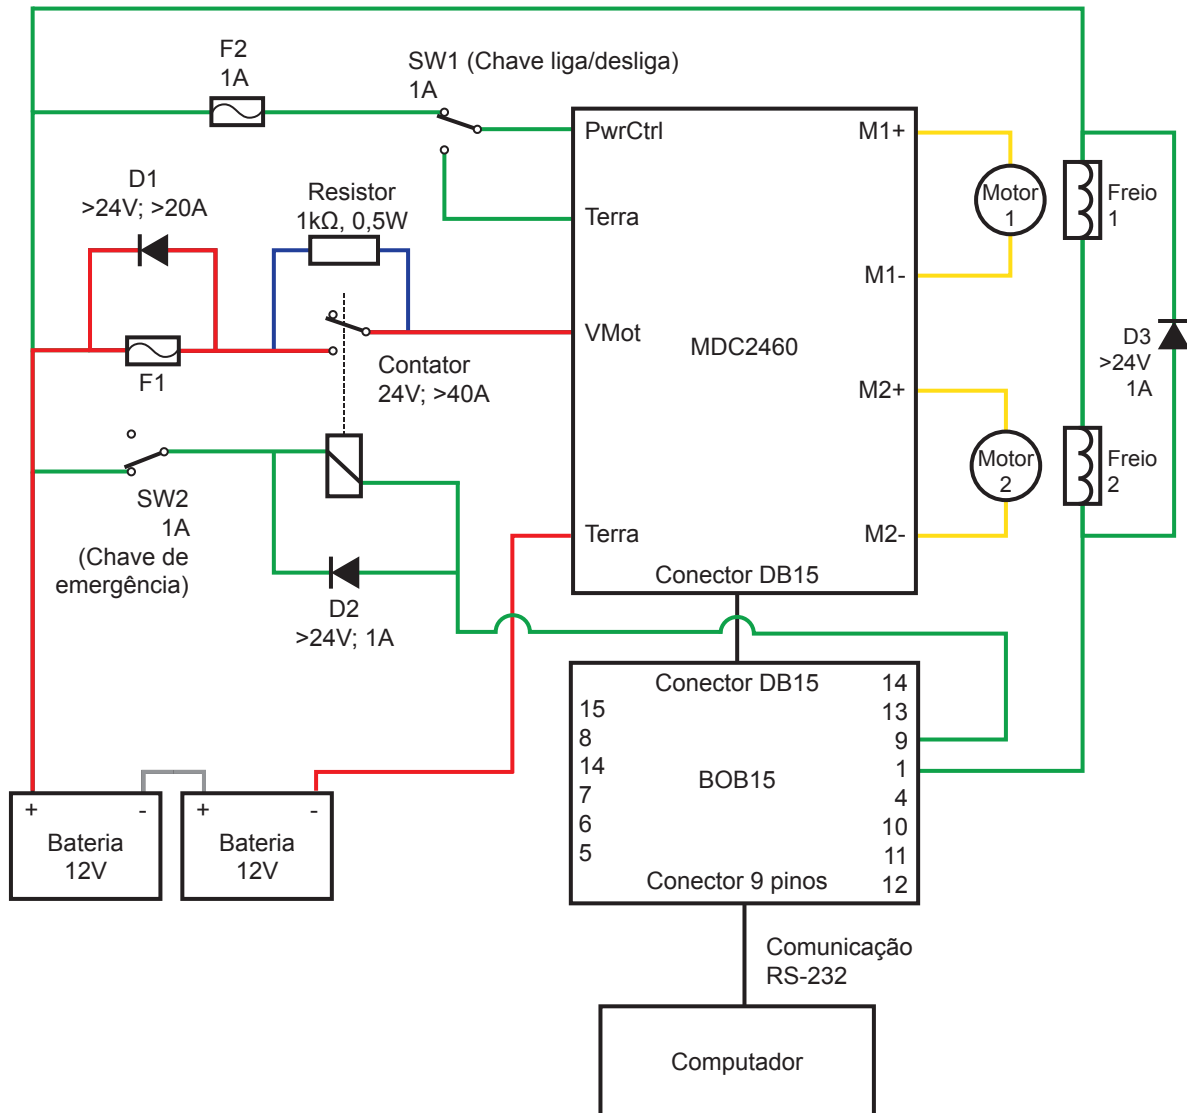 F2
1A
SW1 (Chave liga/desliga)
1A
D1
>24V; >20A
Resistor
1kΩ, 0,5W
F1
Contator
24V; >40A
SW2
1A
(Chave de
emergência)
D2
>24V; 1A
PwrCtrl
Terra
VMot
Terra
MDC2460
M1+
M1-
M2+
M2-
Conector DB15
Motor
1
Motor
2
Freio
1
Freio
2
D3
>24V
1A
Conector DB15
15
8
14
7
6
5
BOB15
14
13
9
1
4
10
11
12
Conector 9 pinos
+ -
Bateria
12V
+ -
Bateria
12V
Comunicação
RS-232
Computador